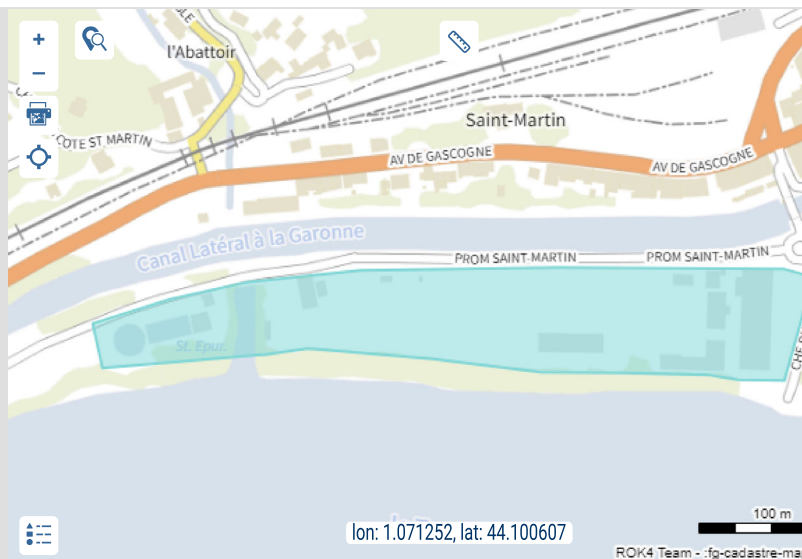 +
l'Abattoir
−
COTE ST MARTIN
Saint-Martin
AV DE GASCOGNE
AV DE GASCOGNE
Canal Latéral à la Garonne
PROM SAINT-MARTIN
PROM SAINT-MARTIN
St. Epur.
100 m
lon: 1.071252, lat: 44.100607
ROK4 Team - :fg-cadastre-ma